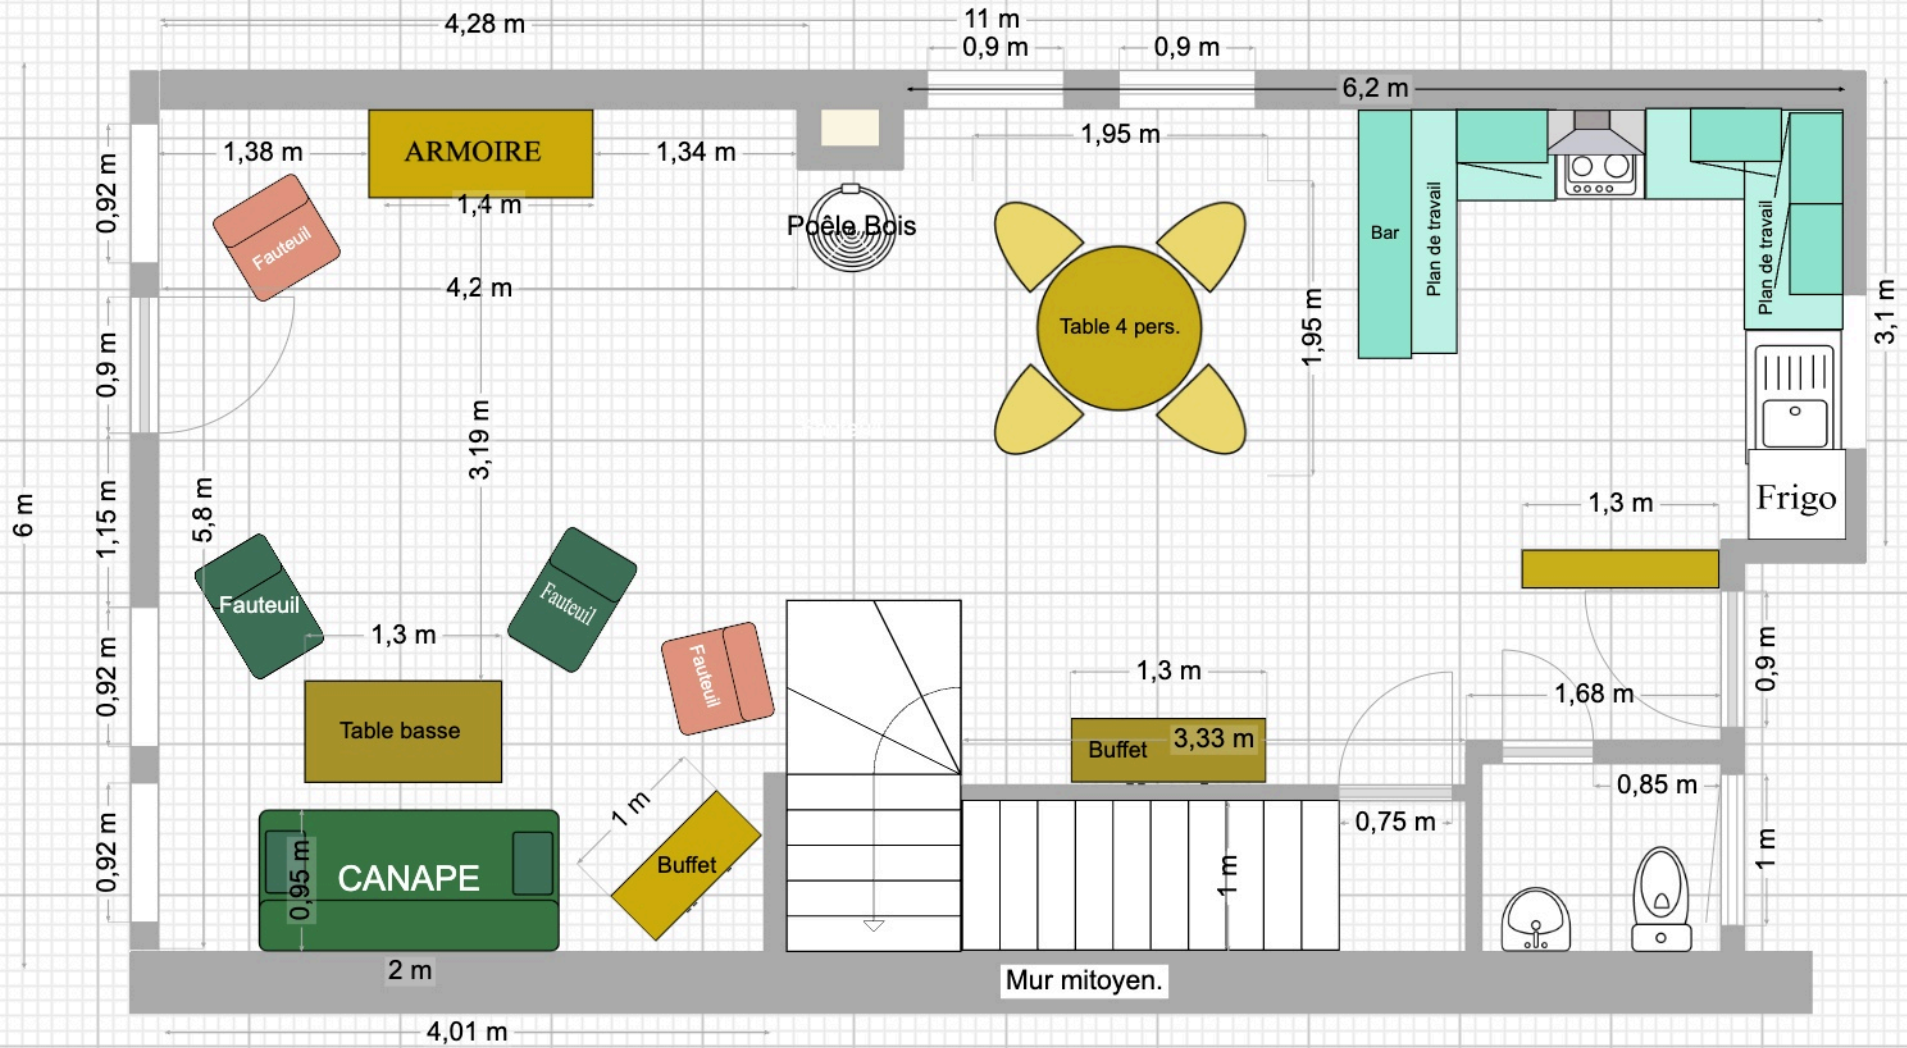 11 m
4,28 m
0,9 m
0,9 m
6,2 m
1,95 m
ARMOIRE
1,38 m
1,34 m
1,4 m
0,92 m
Fauteuil
Poêle Bois
Bar
Plan de travail
Plan de travail
4,2 m
Table 4 pers.
1,95 m
3,1 m
0,9 m
3,19 m
6 m
1,15 m
5,8 m
Frigo
1,3 m
Fauteuil
Fauteuil
1,3 m
0,92 m
Fauteuil
1,3 m
0,9 m
1,68 m
Table basse
Buffet
3,33 m
0,85 m
1 m
0,75 m
0,92 m
0,95 m
CANAPE
Buffet
1 m
1 m
2 m
Mur mitoyen.
4,01 m